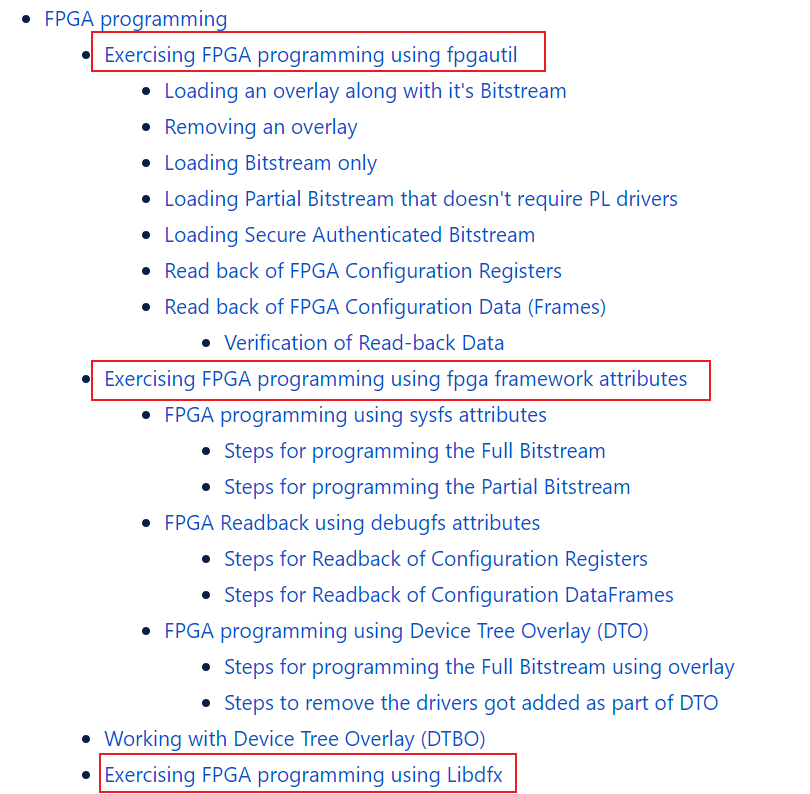 FPGA programming
Exercising FPGA programming using fpgautil
Loading an overlay along with it's Bitstream
Removing an overlay
Loading Bitstream only
Loading Partial Bitstream that doesn't require PL drivers
Loading Secure Authenticated Bitstream
Read back of FPGA Configuration Registers
Read back of FPGA Configuration Data (Frames)
Verification of Read-back Data
Exercising FPGA programming using fpga framework attributes
FPGA programming using sysfs attributes
Steps for programming the Full Bitstream
Steps for programming the Partial Bitstream
FPGA Readback using debugfs attributes
Steps for Readback of Configuration Registers
Steps for Readback of Configuration DataFrames
FPGA programming using Device Tree Overlay (DTO)
Steps for programming the Full Bitstream using overlay
Steps to remove the drivers got added as part of DTO
Working with Device Tree Overlay (DTBO)
Exercising FPGA programming using Libdfx